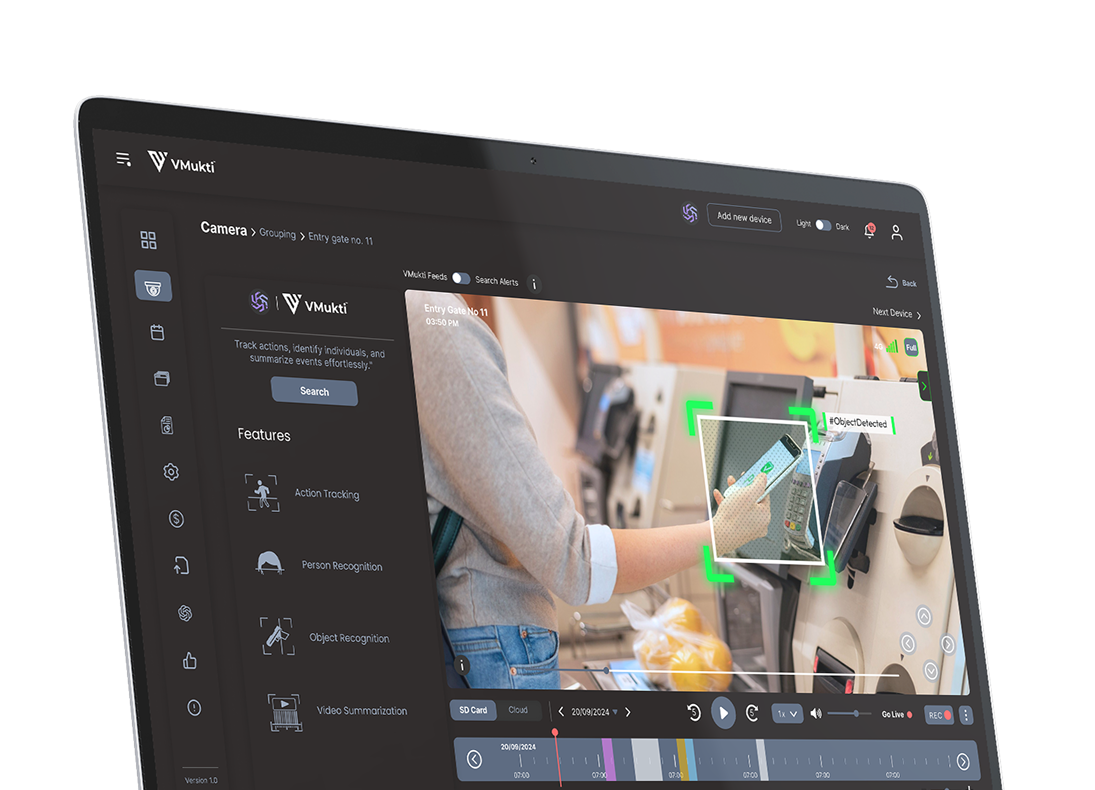 VMukti
Add new device
Light
Dark
Camera > Grouping > Entry gate no. 11
VMukti Feeds
Search Alerts
i
Back
VMukti
Track actions, identify individuals, and
summarize events effortlessly."
Search
Features
Action Tracking
Person Recognition
Object Recognition
Video Summarization
Entry Gate No 11
03:50 PM
Next Device >
4G
Full
#ObjectDetected
i
SD Card
Cloud
< 20/09/2024 >
5
5
1x
Go Live
REC
20/09/2024
07:00
07:00
07:00
07:00
07:00
07:00
Version 1.0